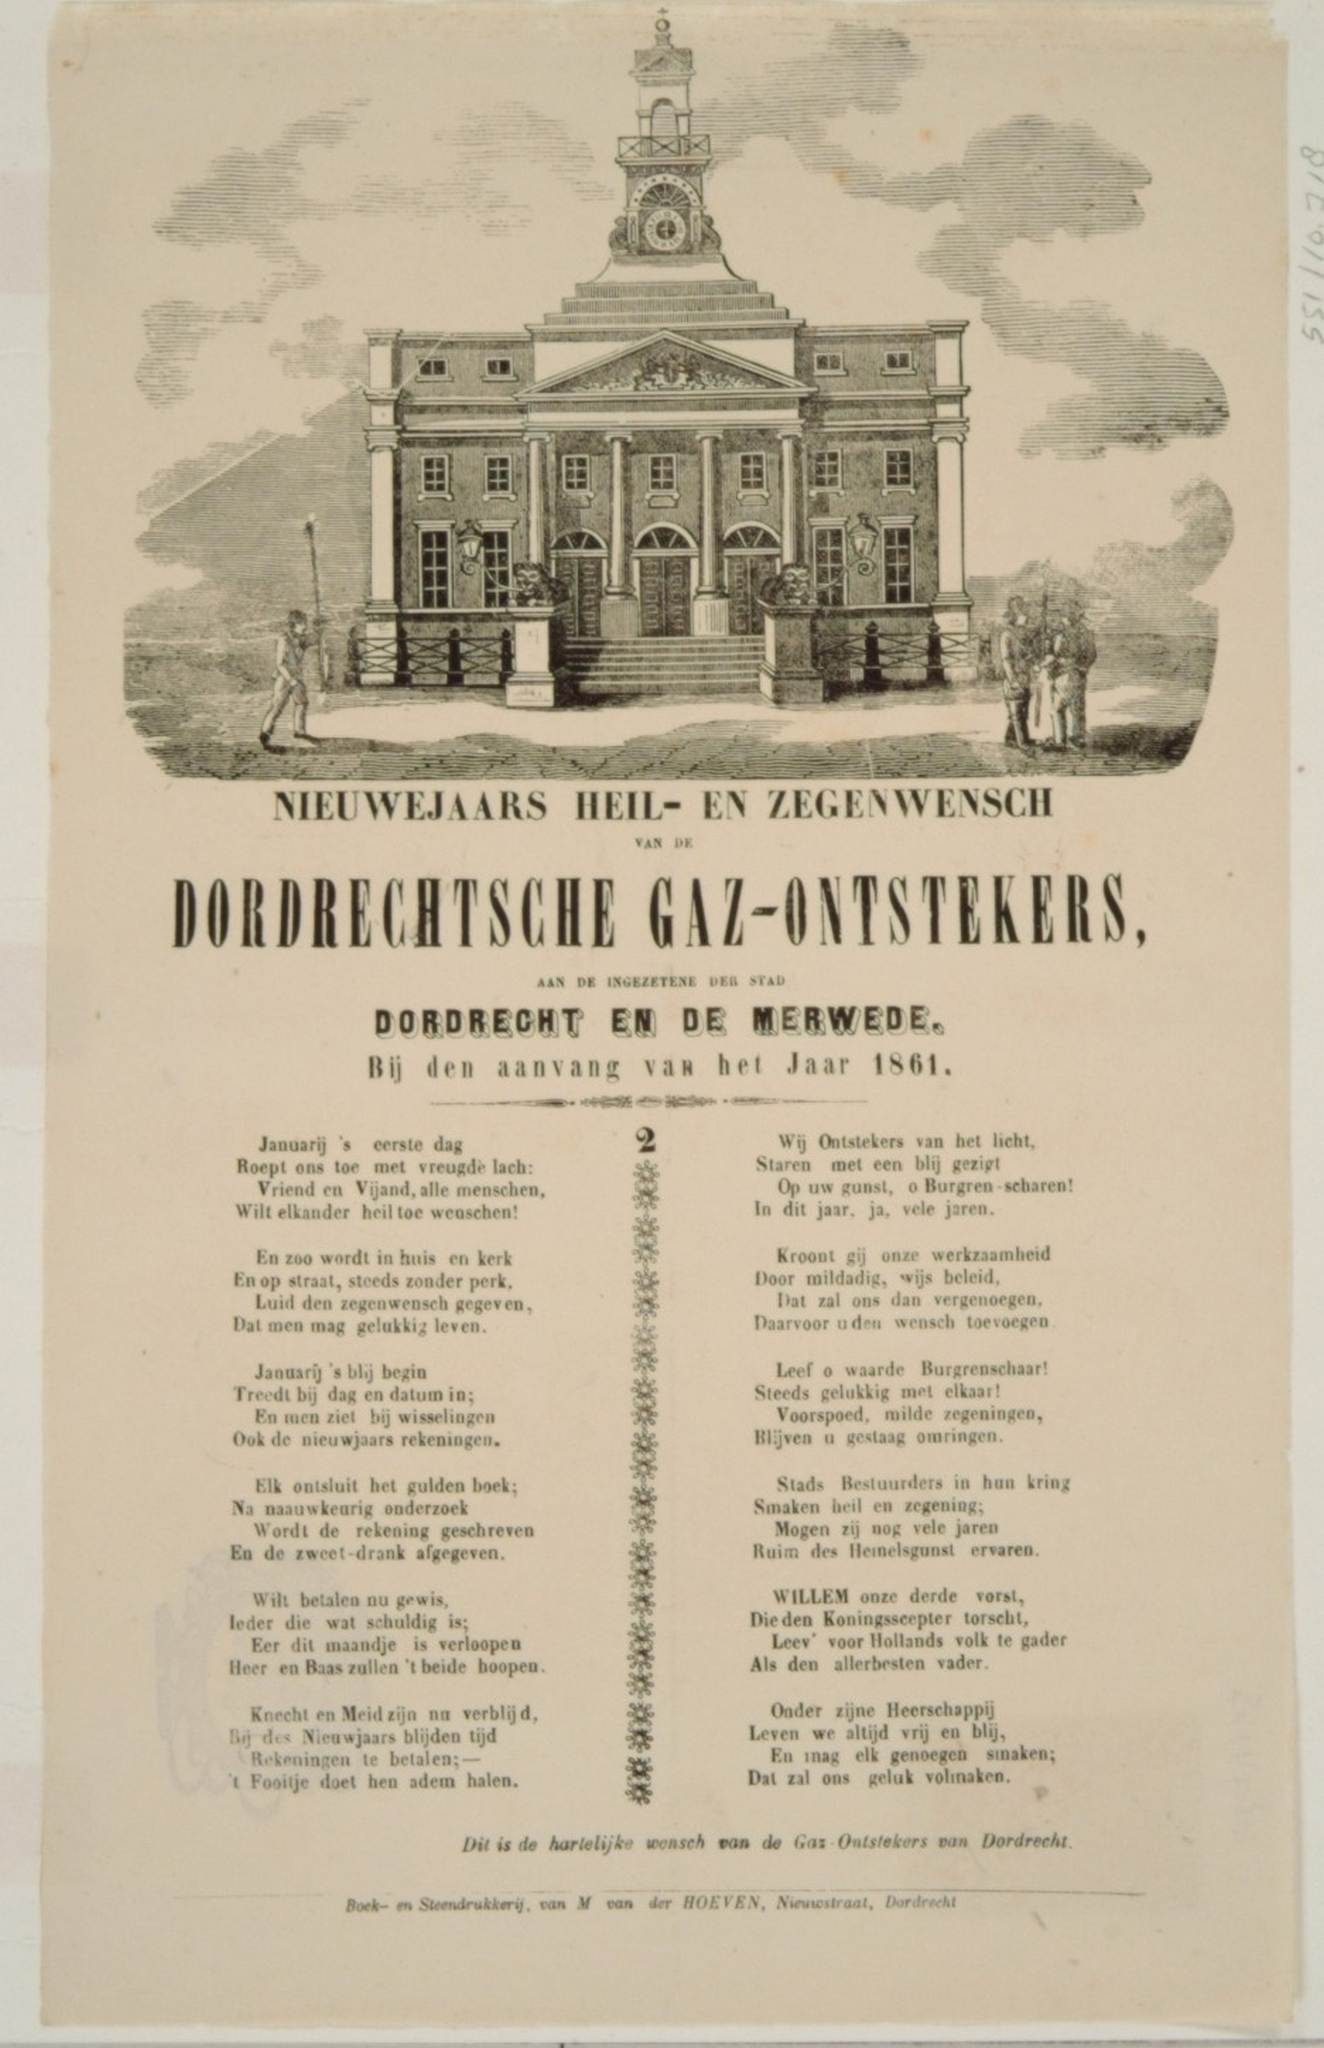 NIEUWEJAARS HEIL- EN ZEGENWENSCH
VAN DE
DORDRECHTSCHE GAZ-ONTSTEKERS,
AAN DE INGEZETENE DER STAD
DORDRECHT EN DE MERWEDE.
Bij den aanvang van het Jaar 1861.
Januarij 's eerste dag
Roept ons toe met vreugde lach:
Vriend en Vijand, alle menschen,
Wilt elkander heil toe wenschen!
En zoo wordt in huis en kerk
En op straat, steeds zonder perk,
Luid den zegenwensch gegeven,
Dat men mag gelukkig leven.
Januarij 's blij begin
Treedt bij dag en datum in;
En men ziet bij wisselingen
Ook de nieuwjaars rekeningen.
Elk ontsluit het gulden boek;
Na naauwkeurig onderzoek
Wordt de rekening geschreven
En de zweet-drank afgegeven.
Wilt betalen nu gewis,
Ieder die wat schuldig is;
Eer dit maandje is verloopen
Heer en Baas zullen 't beide hoopen.
Knecht en Meid zijn nu verblijd,
Bij des Nieuwjaars blijden tijd
Rekeningen te betalen;—
't Fooitje doet hen adem halen.
2
Wij Ontstekers van het licht,
Staren met een blij gezigt
Op uw gunst, o Burgren-scharen!
In dit jaar, ja, vele jaren.
Kroont gij onze werkzaamheid
Door mildadig, wijs beleid,
Dat zal ons dan vergenoegen,
Daarvoor u den wensch toevoegen.
Leef o waarde Burgrenschaar!
Steeds gelukkig met elkaar!
Voorspoed, milde zegeningen,
Blijven u gestaag omringen.
Stads Bestuurders in hun kring
Smaken heil en zegening;
Mogen zij nog vele jaren
Ruim des Hemelsgunst ervaren.
WILLEM onze derde vorst,
Die den Koningsscepter torscht,
Leev' voor Hollands volk te gader
Als den allerbesten vader.
Onder zijne Heerschappij
Leven we altijd vrij en blij,
En mag elk genoegen smaken;
Dat zal ons geluk volmaken.
Dit is de hartelijke wensch van de Gaz-Ontstekers van Dordrecht.
Boek- en Steendrukkerij, van M van der HOEVEN, Nieuwstraat, Dordrecht